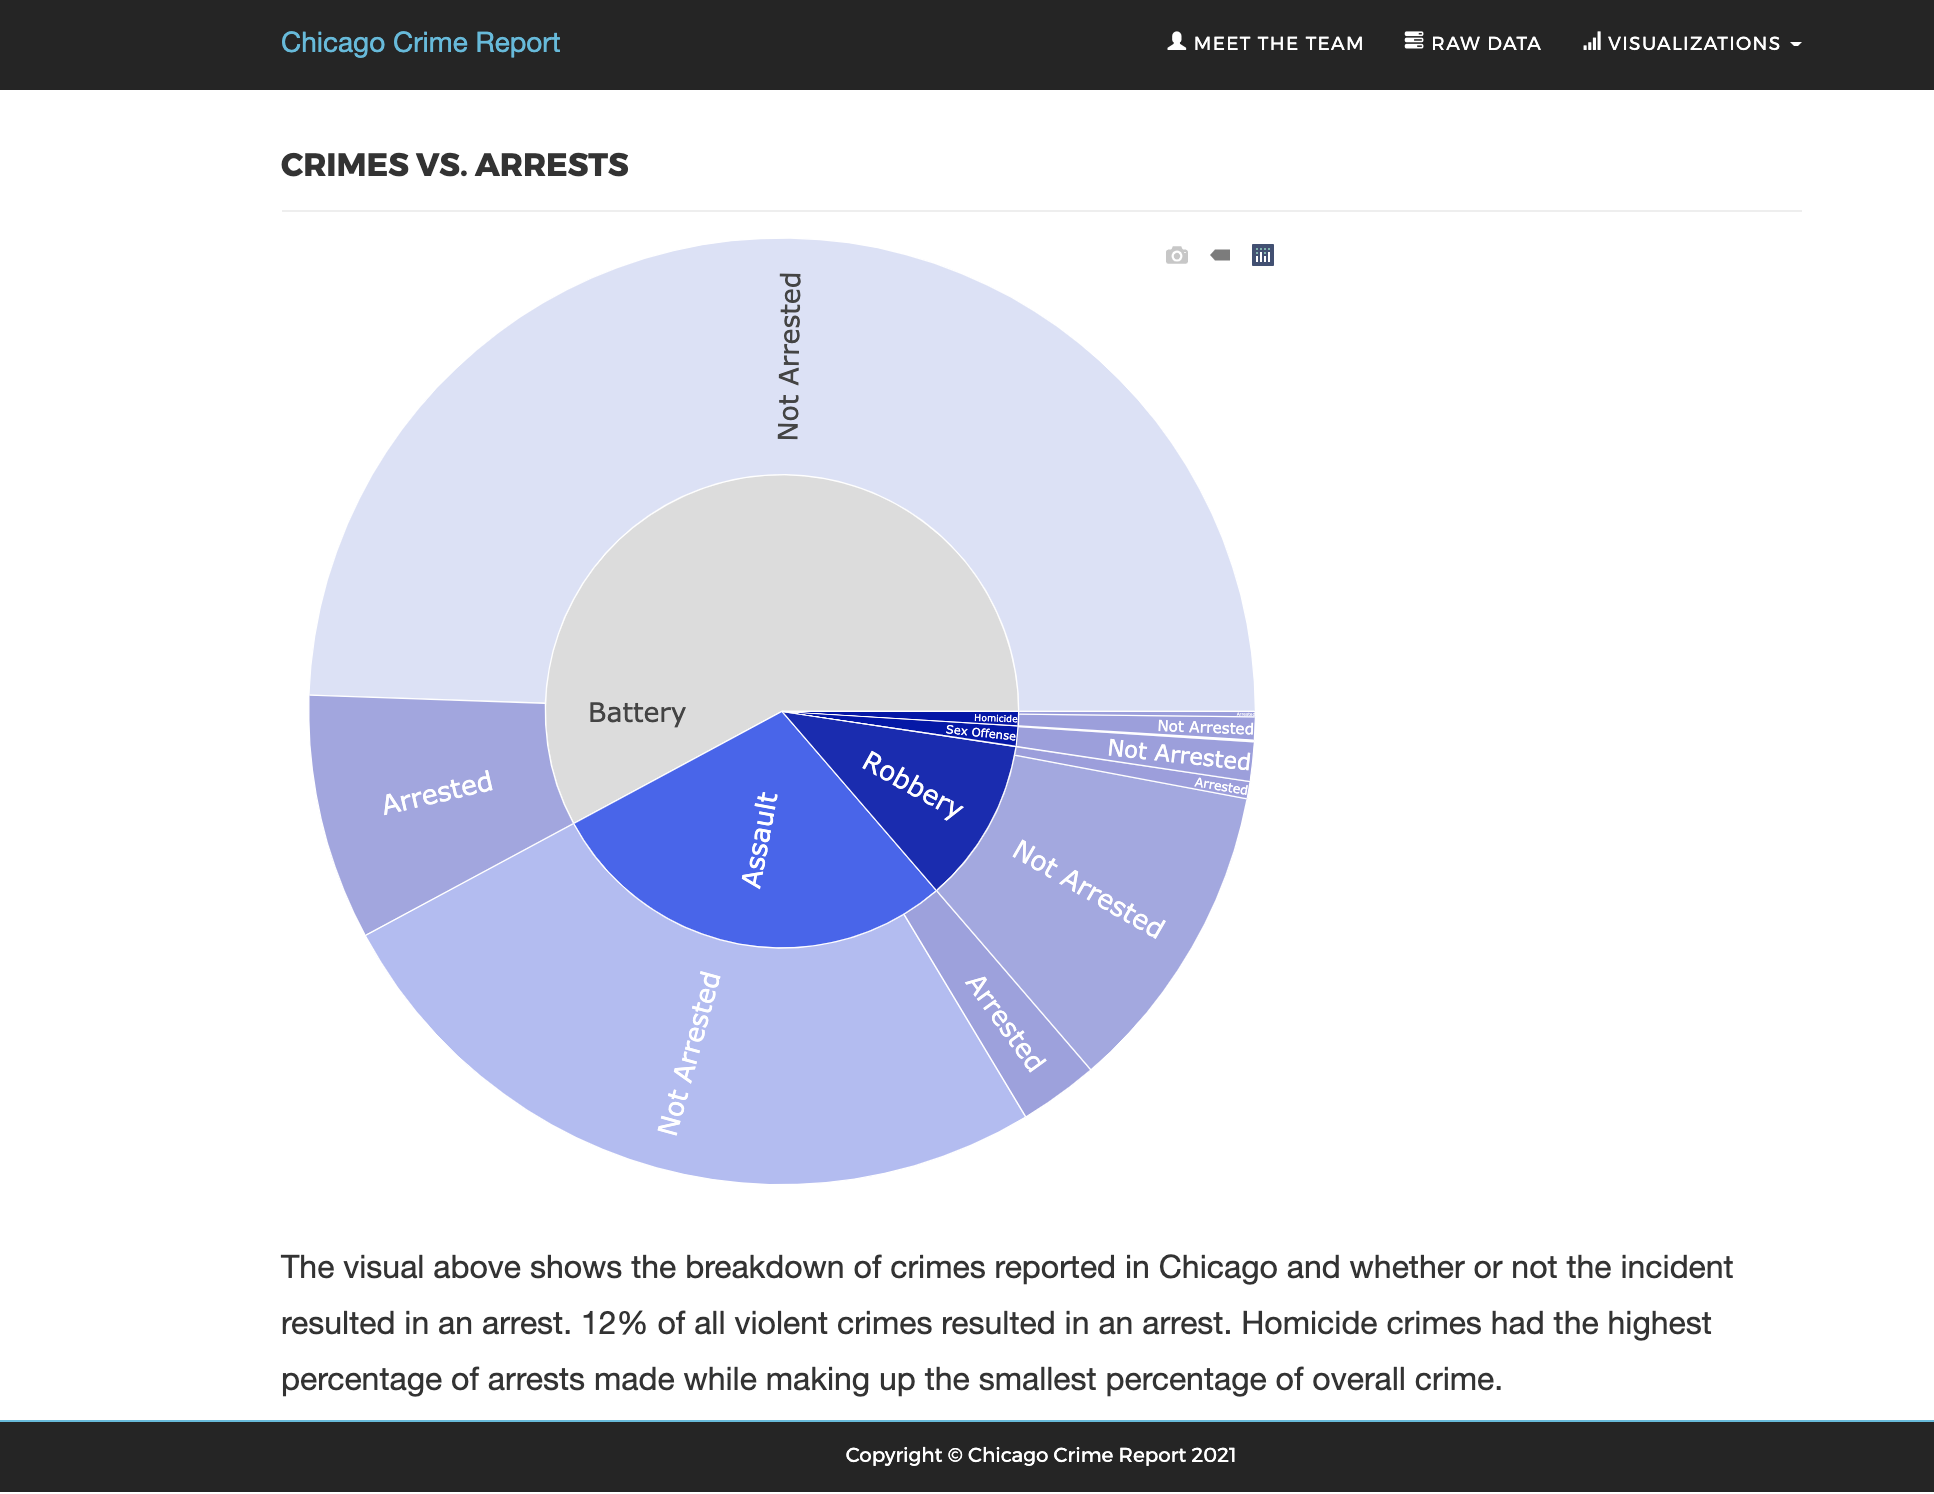 Chicago Crime Report
MEET THE TEAM
RAW DATA
VISUALIZATIONS
CRIMES VS. ARRESTS
Not Arrested
Battery
Arrested
Assault
Not Arrested
Arrested
Robbery
Not Arrested
Arrested
Sex Offense
Not Arrested
Homicide
Not Arrested
The visual above shows the breakdown of crimes reported in Chicago and whether or not the incident
resulted in an arrest. 12% of all violent crimes resulted in an arrest. Homicide crimes had the highest
percentage of arrests made while making up the smallest percentage of overall crime.
Copyright © Chicago Crime Report 2021